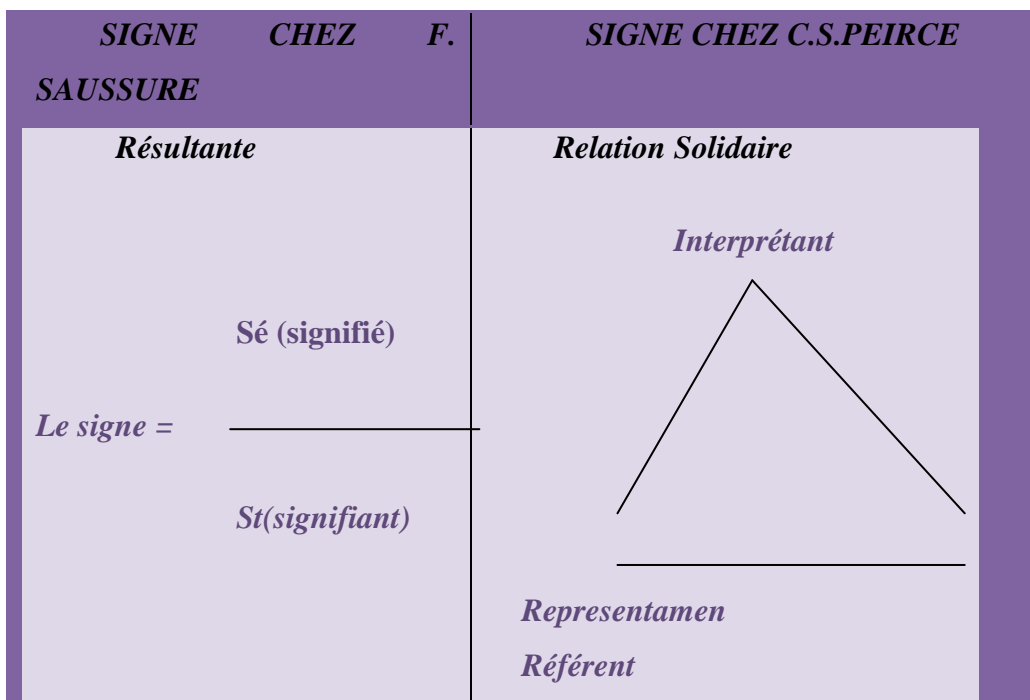 SIGNE CHEZ F.
SAUSSURE
SIGNE CHEZ C.S.PEIRCE
Résultante
Sé (signifié)
Le signe =
St(signifiant)
Relation Solidaire
Interprétant
Representamen
Référent